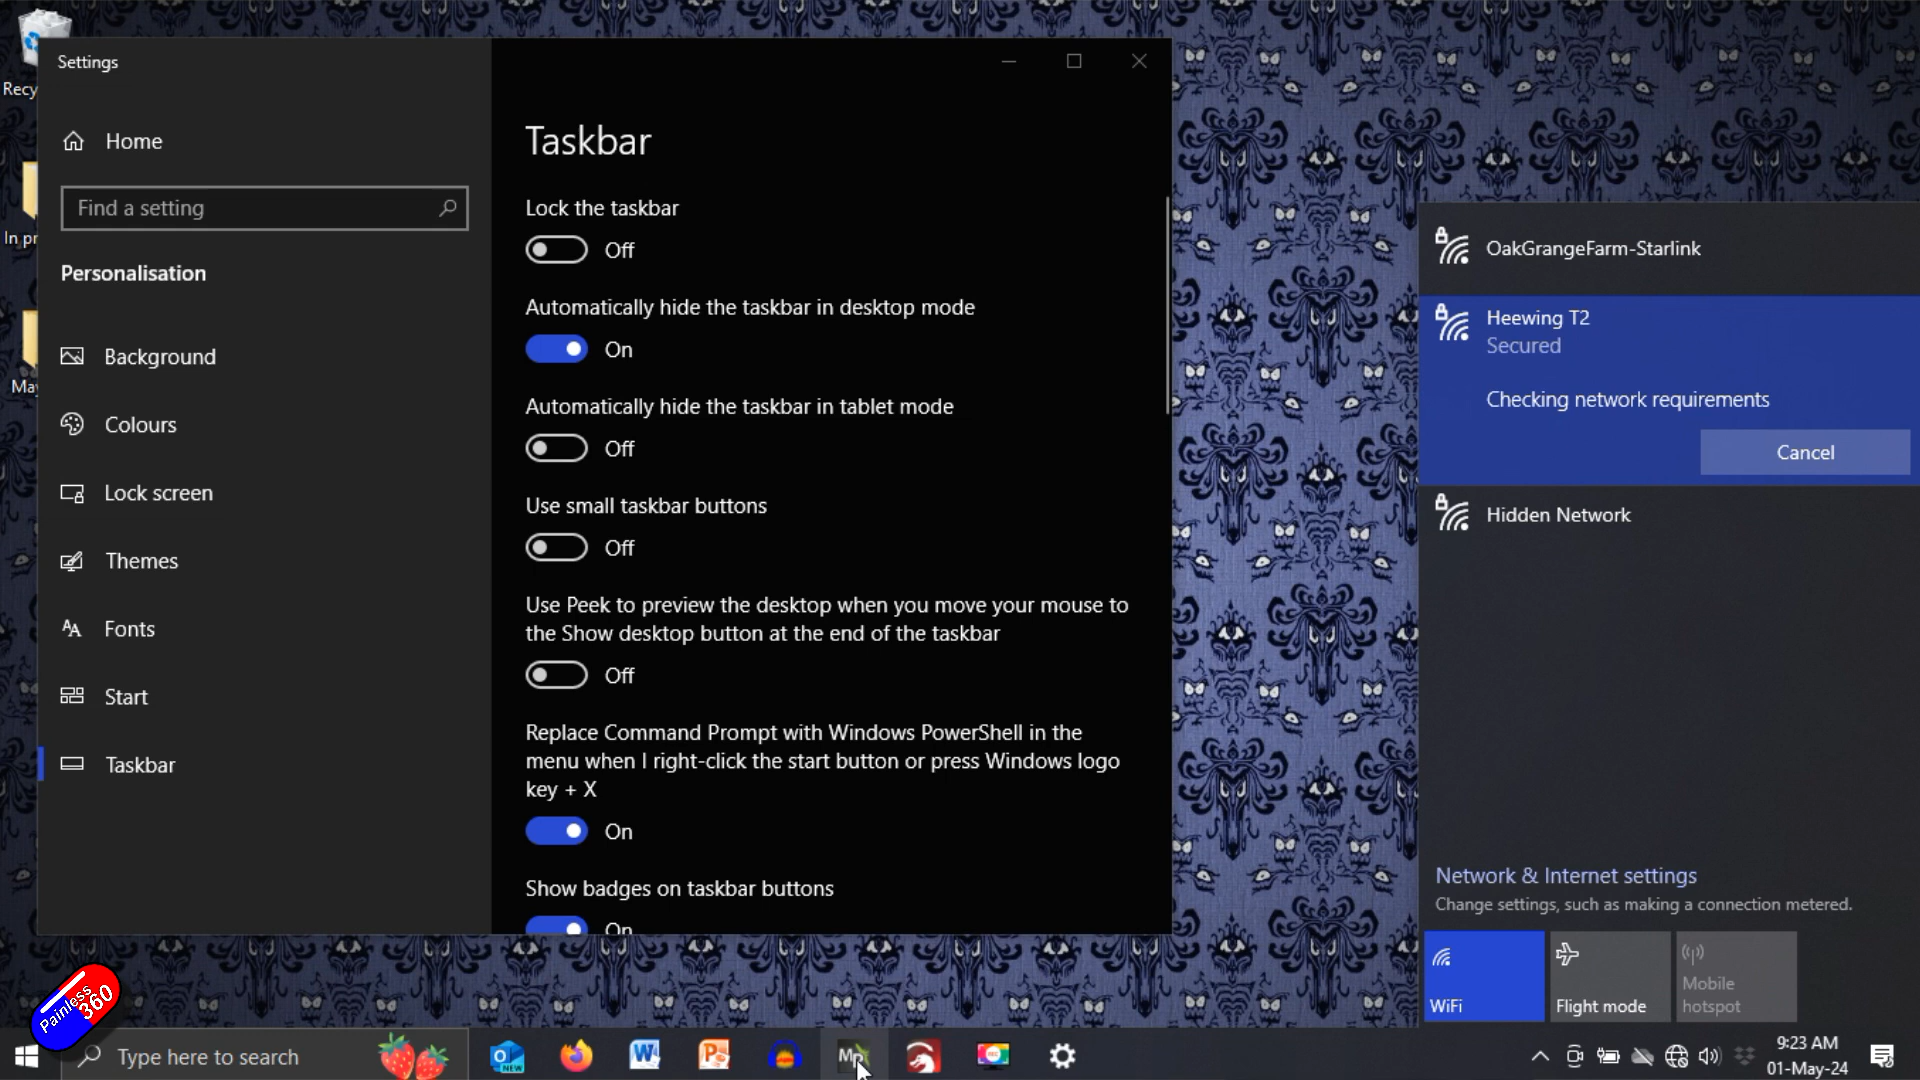 Recy
In pr
May
Settings
Home
Find a setting
Personalisation
Background
Colours
Lock screen
Themes
Fonts
Start
Taskbar
Taskbar
Lock the taskbar
Off
Automatically hide the taskbar in desktop mode
On
Automatically hide the taskbar in tablet mode
Off
Use small taskbar buttons
Off
Use Peek to preview the desktop when you move your mouse to
the Show desktop button at the end of the taskbar
Off
Replace Command Prompt with Windows PowerShell in the
menu when I right-click the start button or press Windows logo
key + X
On
Show badges on taskbar buttons
On
OakGrangeFarm-Starlink
Heewing T2
Secured
Checking network requirements
Cancel
Hidden Network
Network & Internet settings
Change settings, such as making a connection metered.
WiFi
Flight mode
Mobile
hotspot
Painless360
Type here to search
NEW
Mp
9:23 AM
01-May-24